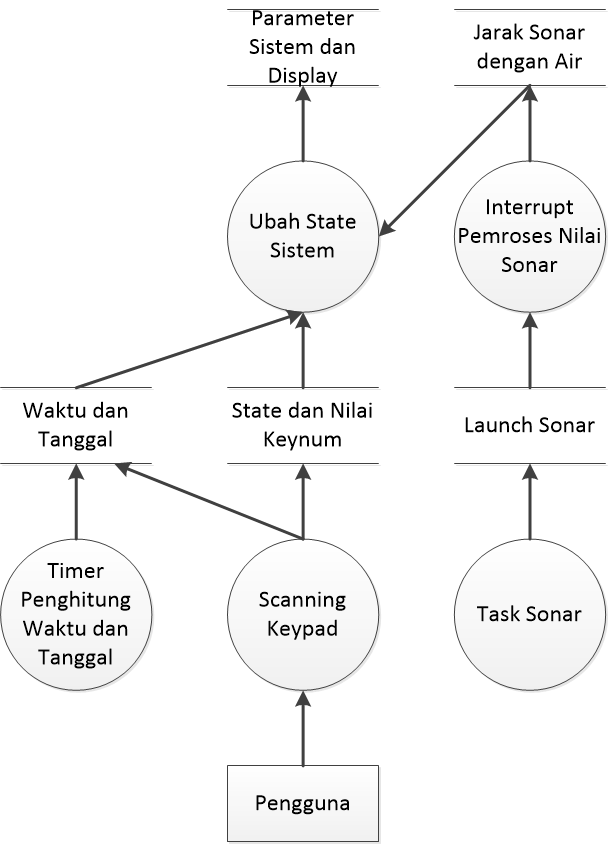 Parameter
Sistem dan
Display
Jarak Sonar
dengan Air
Ubah State
Sistem
Interrupt
Pemroses Nilai
Sonar
Waktu dan
Tanggal
State dan Nilai
Keynum
Launch Sonar
Timer
Penghitung
Waktu dan
Tanggal
Scanning
Keypad
Task Sonar
Pengguna